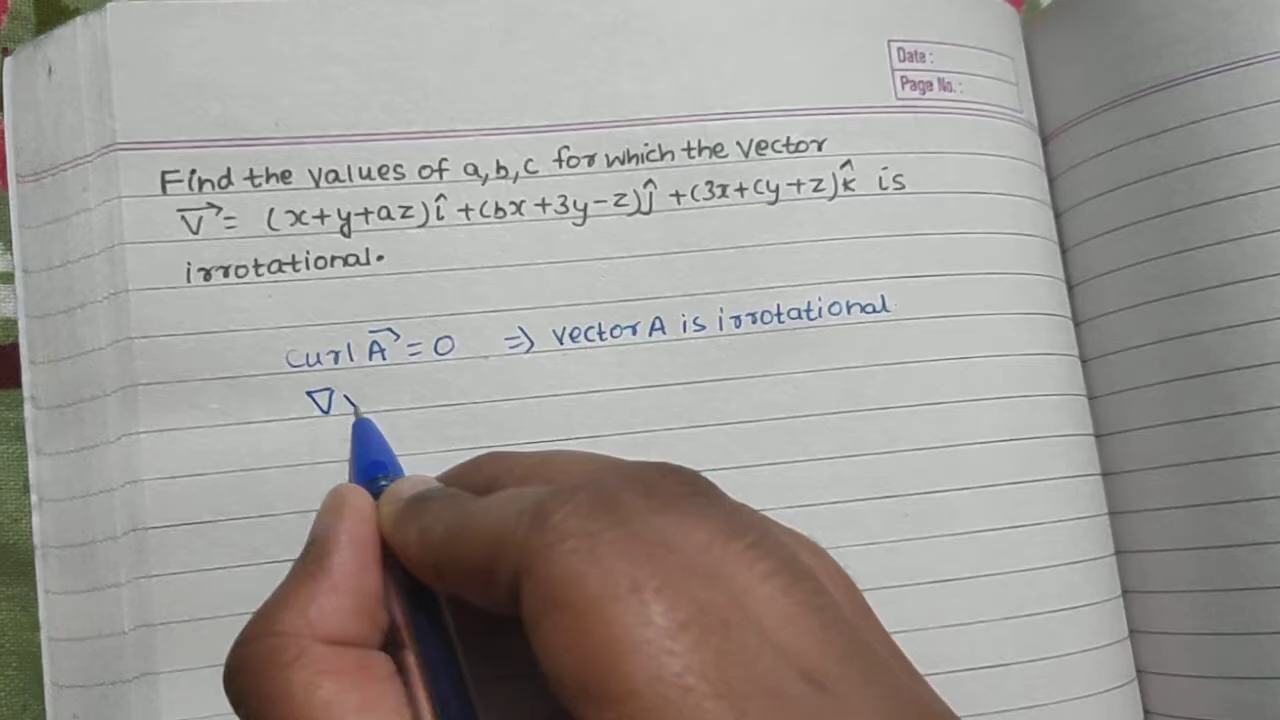 Date :
Page No. :
Find the values of a,b,c for which the vector
V⃗ = (x+y+az)î +(bx+3y-z)ĵ +(3x+cy+z)k̂ is
irrotational.
curl A⃗ = 0 ⇒ vector A is irrotational.
∇